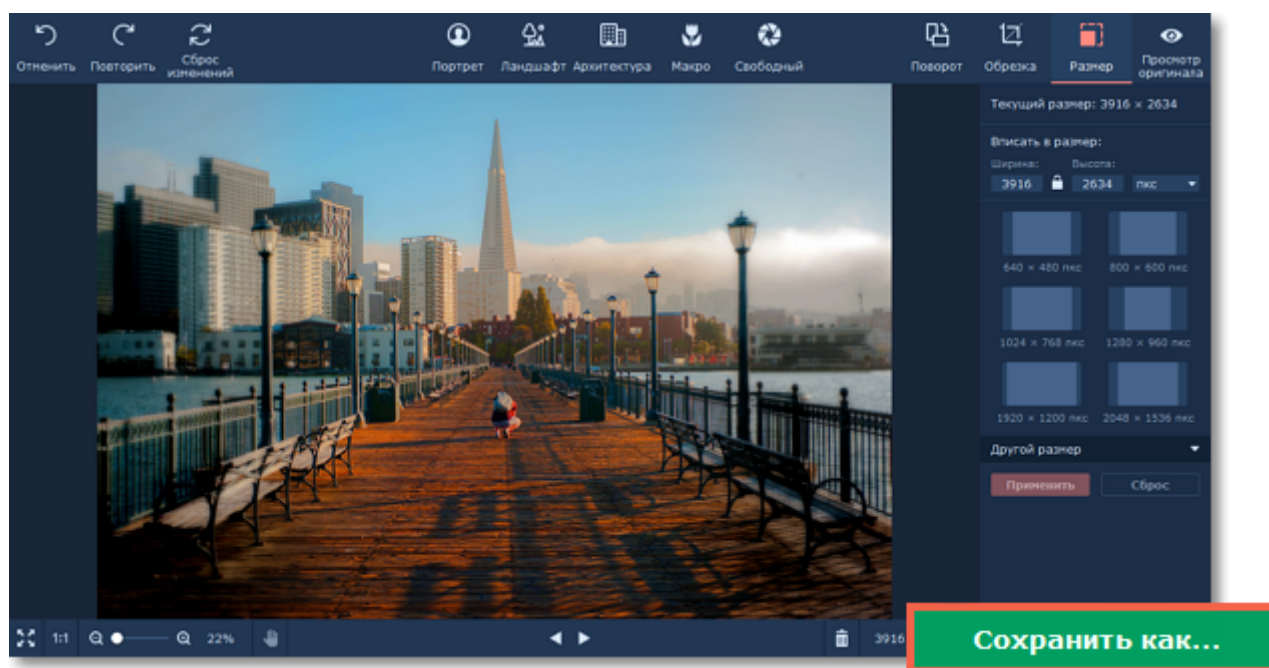 Отменить
Повторить
Сброс
изменений
Портрет
Ландшафт
Архитектура
Макро
Свободный
Поворот
Обрезка
Размер
Просмотр
оригинала
Текущий размер: 3916 × 2634
Вписать в размер:
Ширина: Высота:
3916 2634 пкс
640 × 480 пкс 800 × 600 пкс
1024 × 768 пкс 1280 × 960 пкс
1920 × 1200 пкс 2048 × 1536 пкс
Другой размер
Применить Сброс
1:1 22% 3916
Сохранить как...